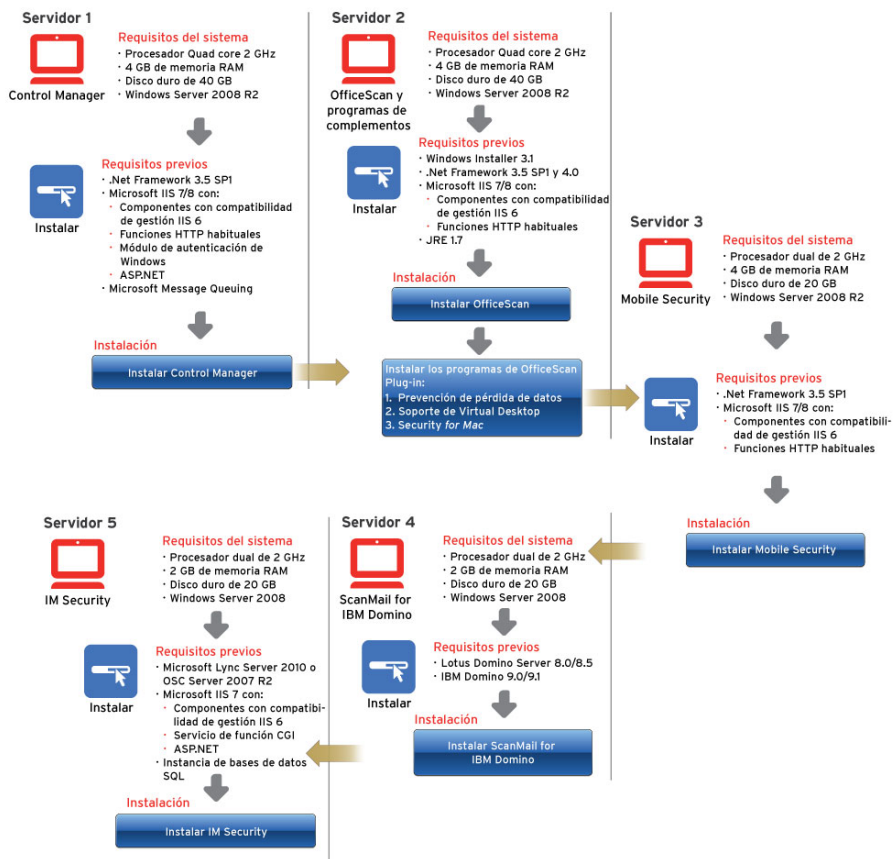 Servidor 1
Control Manager
Requisitos del sistema
· Procesador Quad core 2 GHz
· 4 GB de memoria RAM
· Disco duro de 40 GB
· Windows Server 2008 R2
Instalar
Requisitos previos
· .Net Framework 3.5 SP1
· Microsoft IIS 7/8 con:
· Componentes con compatibilidad
de gestión IIS 6
· Funciones HTTP habituales
· Módulo de autenticación de
Windows
· ASP.NET
· Microsoft Message Queuing
Instalación
Instalar Control Manager
Servidor 2
OfficeScan y
programas de
complementos
Requisitos del sistema
· Procesador Quad core 2 GHz
· 4 GB de memoria RAM
· Disco duro de 40 GB
· Windows Server 2008 R2
Instalar
Requisitos previos
· Windows Installer 3.1
· .Net Framework 3.5 SP1 y 4.0
· Microsoft IIS 7/8 con:
· Componentes con compatibilidad
de gestión IIS 6
· Funciones HTTP habituales
· JRE 1.7
Instalación
Instalar OfficeScan
Instalar los programas de OfficeScan
Plug-in:
1. Prevención de pérdida de datos
2. Soporte de Virtual Desktop
3. Security for Mac
Servidor 3
Mobile Security
Requisitos del sistema
· Procesador dual de 2 GHz
· 4 GB de memoria RAM
· Disco duro de 20 GB
· Windows Server 2008 R2
Instalar
Requisitos previos
· .Net Framework 3.5 SP1
· Microsoft IIS 7/8 con:
· Componentes con compatibili-
dad de gestión IIS 6
· Funciones HTTP habituales
Instalación
Instalar Mobile Security
Servidor 4
ScanMail for
IBM Domino
Requisitos del sistema
· Procesador dual de 2 GHz
· 2 GB de memoria RAM
· Disco duro de 20 GB
· Windows Server 2008
Instalar
Requisitos previos
· Lotus Domino Server 8.0/8.5
· IBM Domino 9.0/9.1
Instalación
Instalar ScanMail for
IBM Domino
Servidor 5
IM Security
Requisitos del sistema
· Procesador dual de 2 GHz
· 2 GB de memoria RAM
· Disco duro de 20 GB
· Windows Server 2008
Instalar
Requisitos previos
· Microsoft Lync Server 2010 o
OSC Server 2007 R2
· Microsoft IIS 7 con:
· Componentes con compatibi-
lidad de gestión IIS 6
· Servicio de función CGI
· ASP.NET
· Instancia de bases de datos
SQL
Instalación
Instalar IM Security